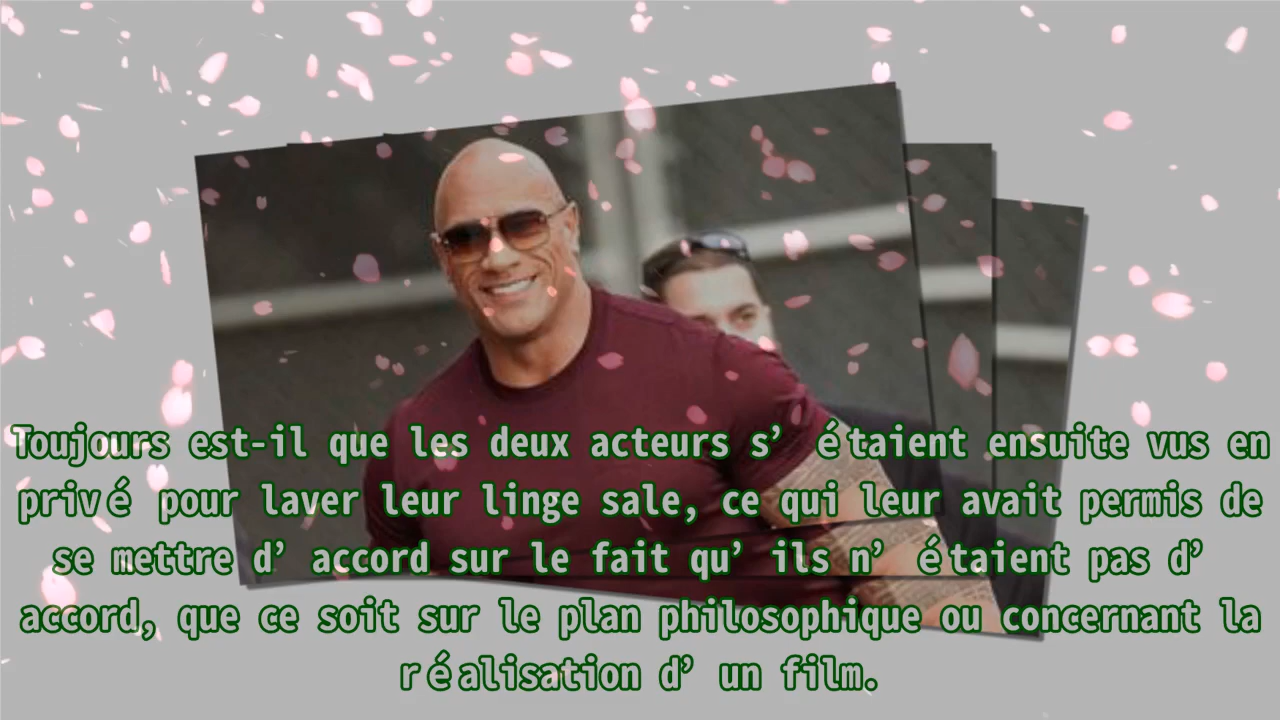 Toujours est-il que les deux acteurs s’ étaient ensuite vus en
privé pour laver leur linge sale, ce qui leur avait permis de
se mettre d’ accord sur le fait qu’ ils n’ étaient pas d’
accord, que ce soit sur le plan philosophique ou concernant la
réalisation d’ un film.